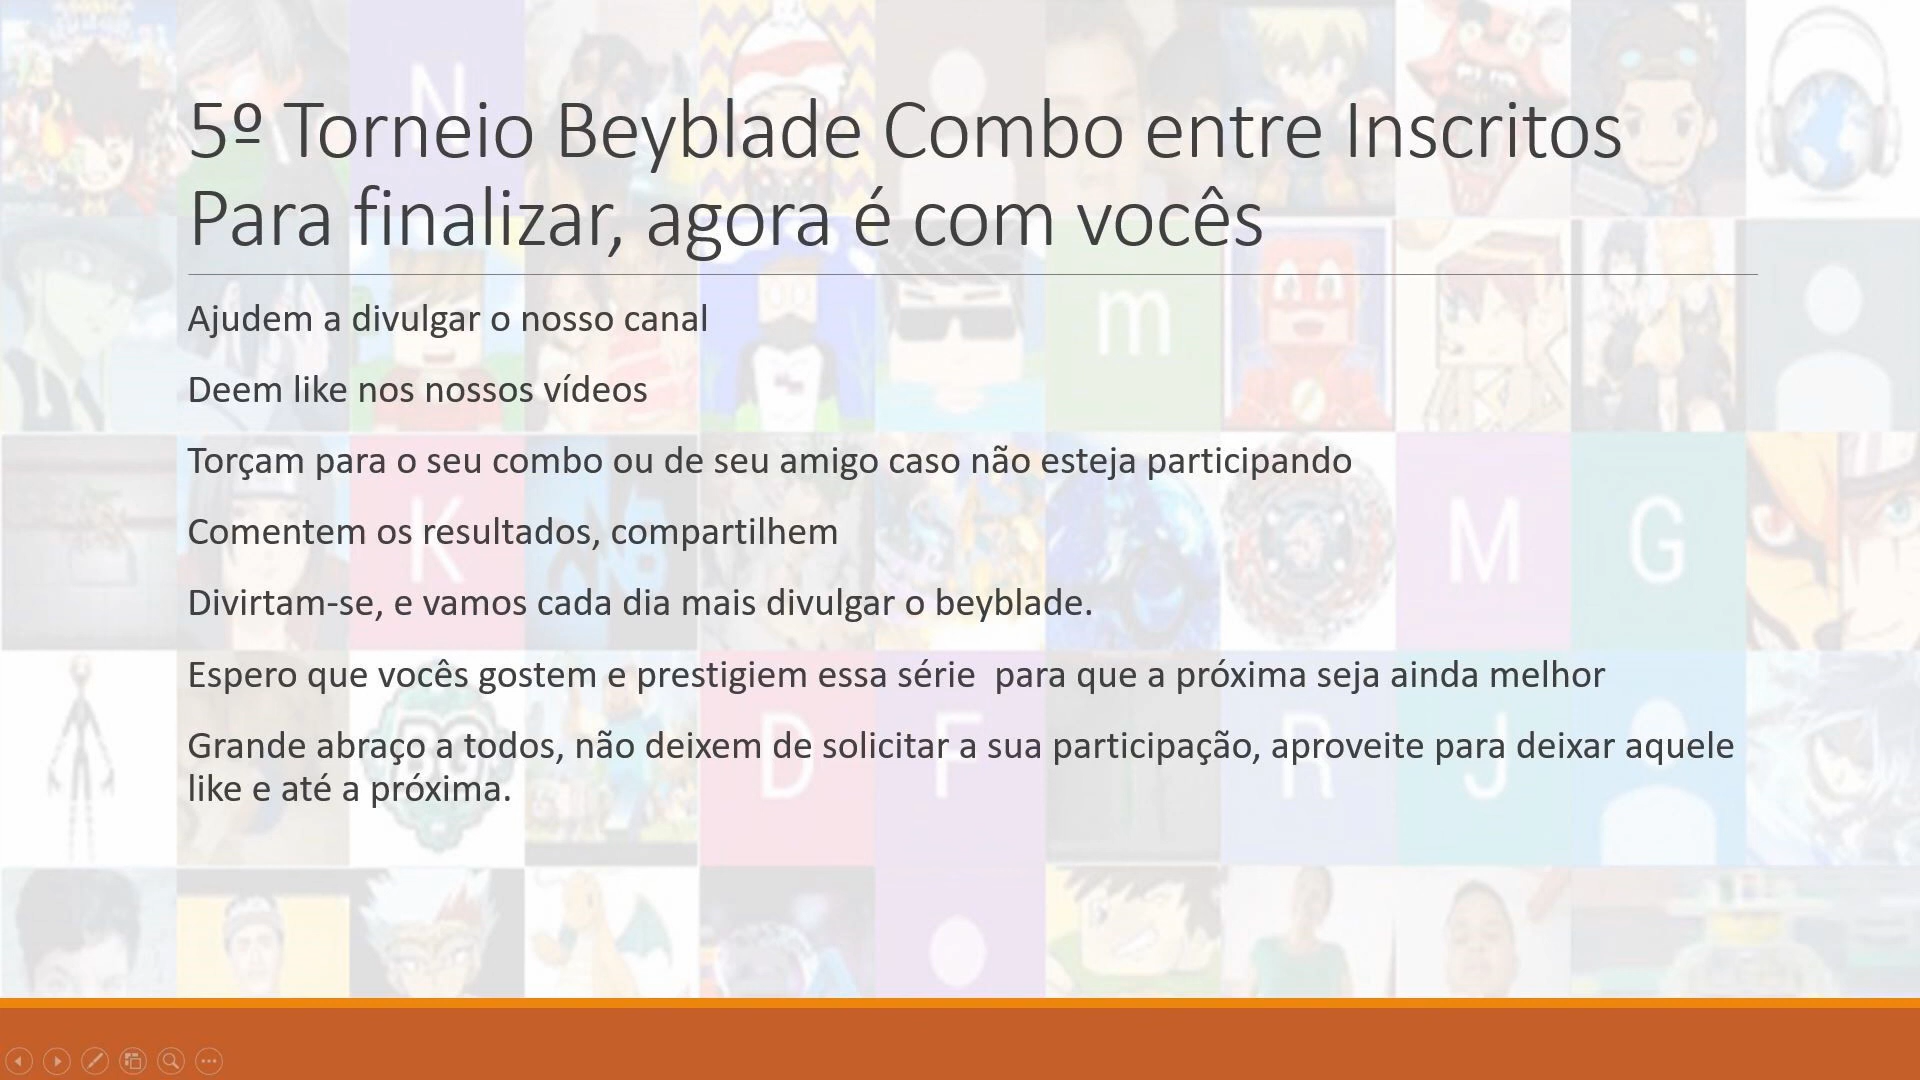 5º Torneio Beyblade Combo entre Inscritos
Para finalizar, agora é com vocês
Ajudem a divulgar o nosso canal
Deem like nos nossos vídeos
Torçam para o seu combo ou de seu amigo caso não esteja participando
Comentem os resultados, compartilhem
Divirtam-se, e vamos cada dia mais divulgar o beyblade.
Espero que vocês gostem e prestigiem essa série  para que a próxima seja ainda melhor
Grande abraço a todos, não deixem de solicitar a sua participação, aproveite para deixar aquele
like e até a próxima.
N
m
K
M
G
D
F
R
J